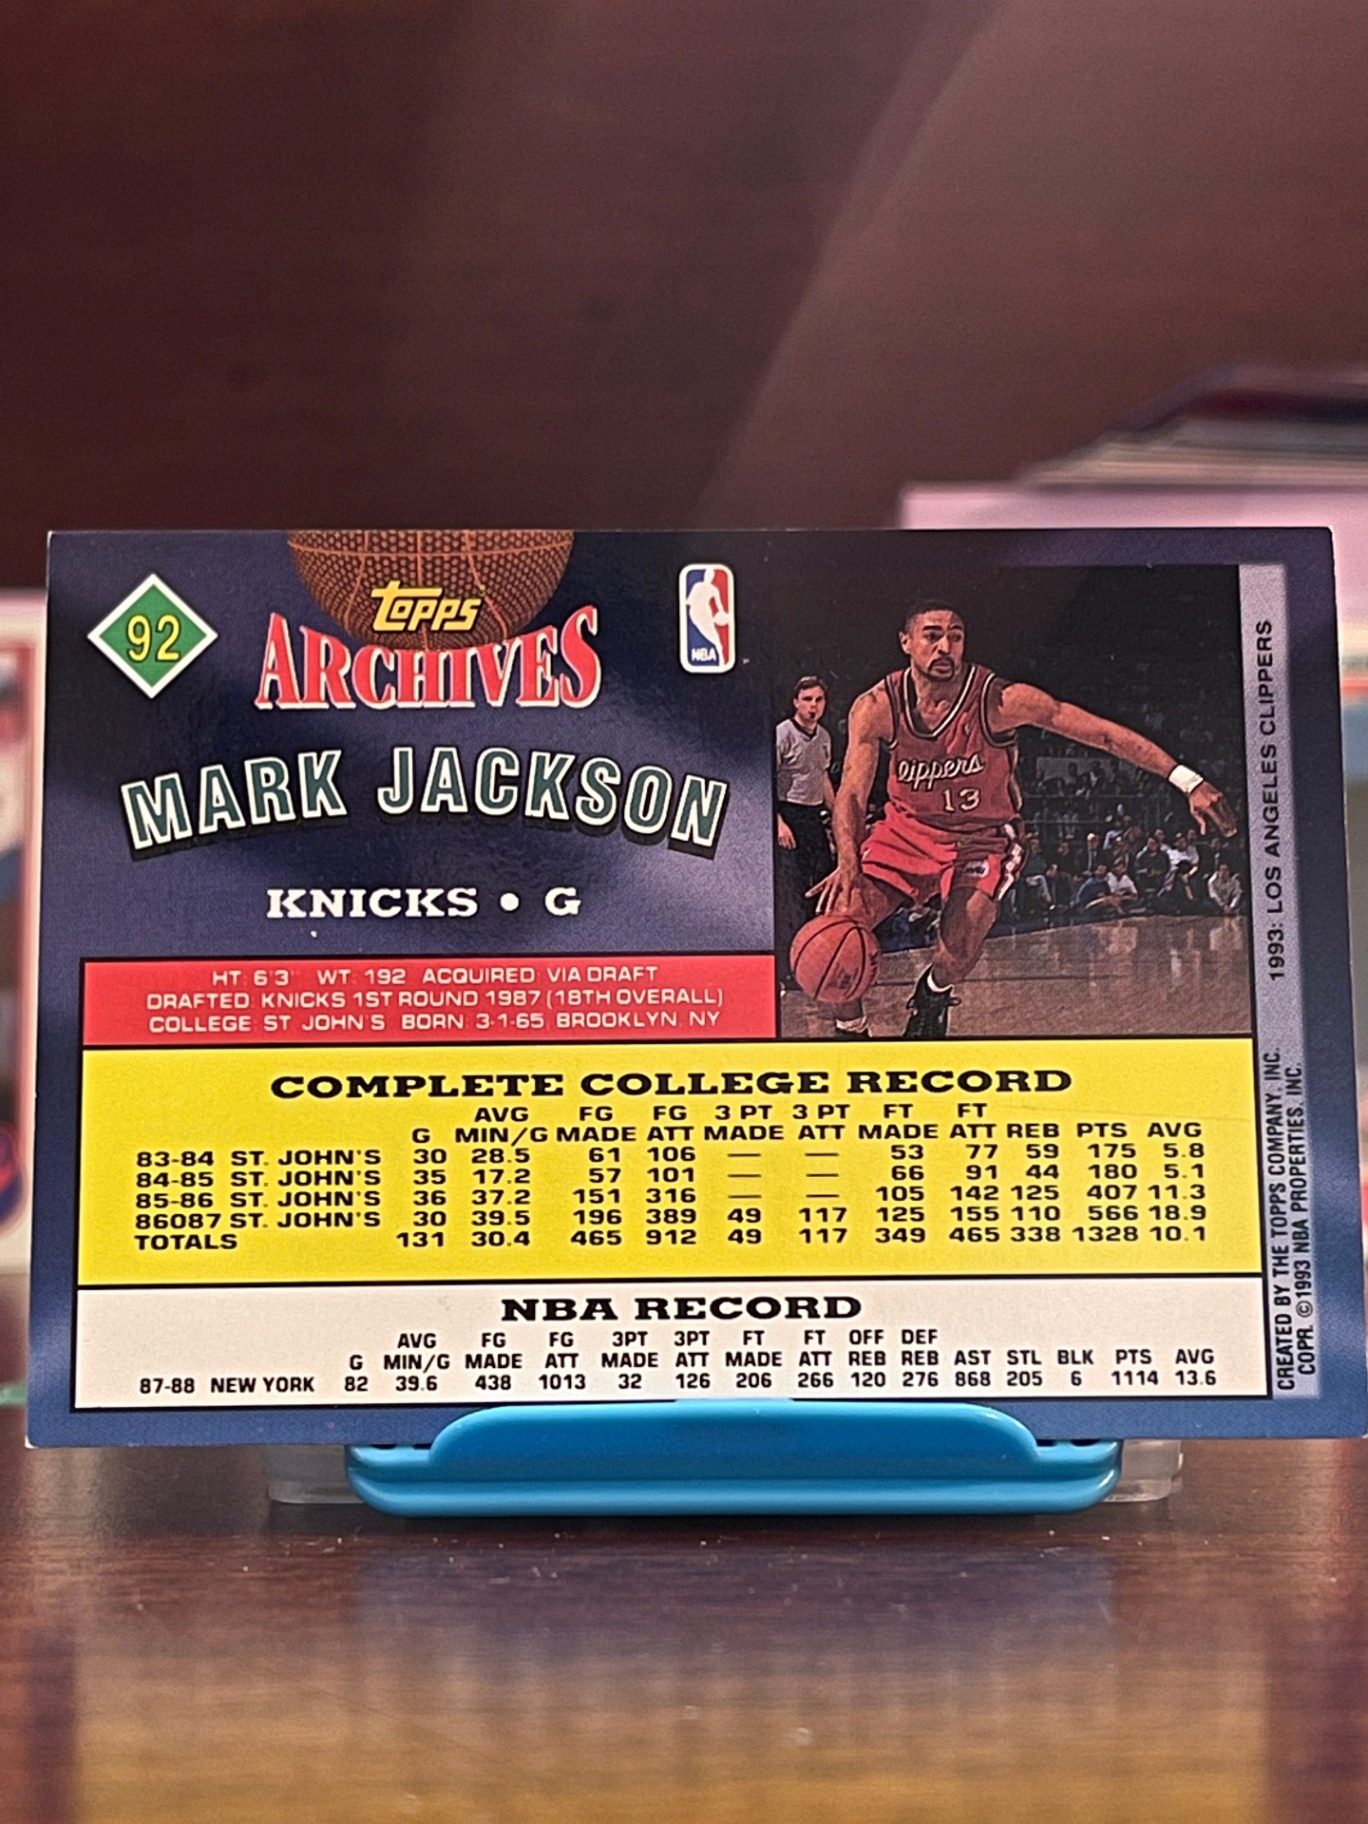 92
TOPPS
ARCHIVES
NBA
MARK JACKSON
KNICKS • G
HT: 6'3" WT: 192 ACQUIRED: VIA DRAFT
DRAFTED: KNICKS 1ST ROUND 1987 (18TH OVERALL)
COLLEGE: ST. JOHN'S BORN: 3-1-65, BROOKLYN, NY
lippers
13
1993: LOS ANGELES CLIPPERS
COMPLETE COLLEGE RECORD
AVG FG FG 3 PT 3 PT FT FT
G MIN/G MADE ATT MADE ATT MADE ATT REB PTS AVG
83-84 ST. JOHN'S 30 28.5 61 106 — — 53 77 59 175 5.8
84-85 ST. JOHN'S 35 17.2 57 101 — — 66 91 44 180 5.1
85-86 ST. JOHN'S 36 37.2 151 316 — — 105 142 125 407 11.3
86087 ST. JOHN'S 30 39.5 196 389 49 117 125 155 110 566 18.9
TOTALS 131 30.4 465 912 49 117 349 465 338 1328 10.1
NBA RECORD
AVG FG FG 3PT 3PT FT FT OFF DEF
G MIN/G MADE ATT MADE ATT MADE ATT REB REB AST STL BLK PTS AVG
87-88 NEW YORK 82 39.6 438 1013 32 126 206 266 120 276 868 205 6 1114 13.6
CREATED BY THE TOPPS COMPANY, INC.
COPR. ©1993 NBA PROPERTIES, INC.